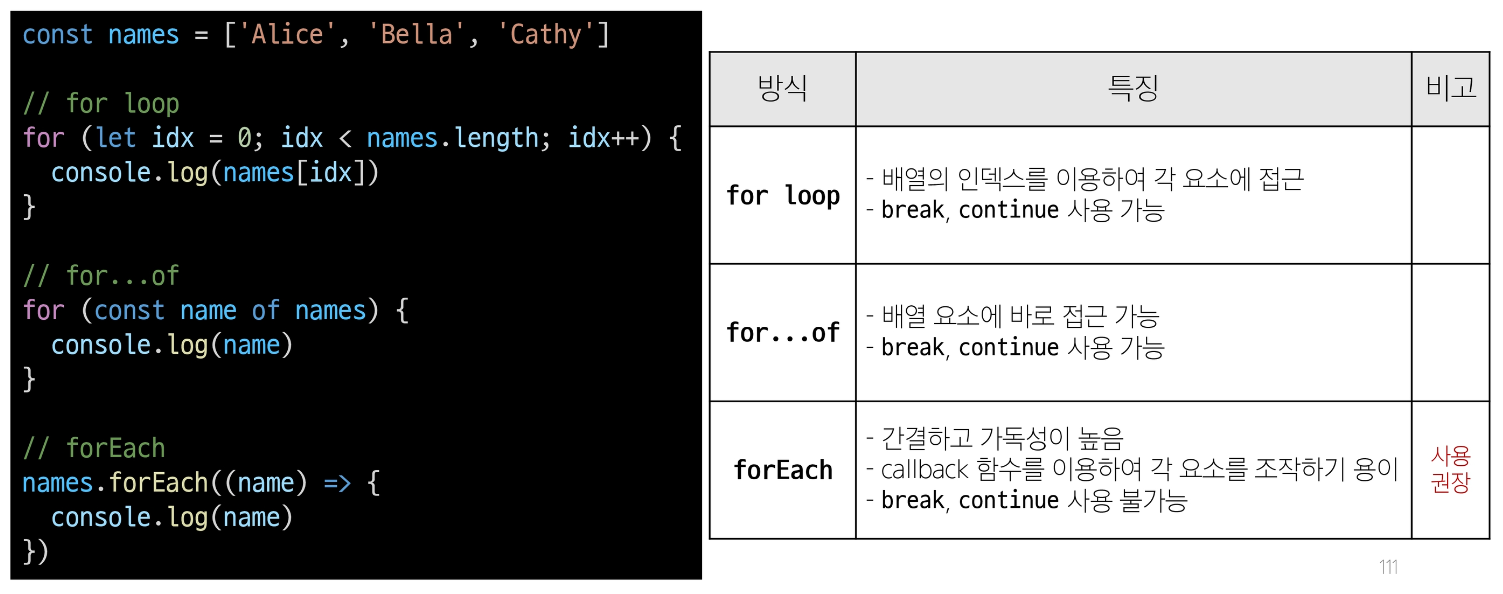 const names = ['Alice', 'Bella', 'Cathy']
// for loop
for (let idx = 0; idx < names.length; idx++) {
  console.log(names[idx])
}
// for...of
for (const name of names) {
  console.log(name)
}
// forEach
names.forEach((name) => {
  console.log(name)
})
방식 특징 비고
for loop
- 배열의 인덱스를 이용하여 각 요소에 접근
- break, continue 사용 가능
for...of
- 배열 요소에 바로 접근 가능
- break, continue 사용 가능
forEach
- 간결하고 가독성이 높음
- callback 함수를 이용하여 각 요소를 조작하기 용이
- break, continue 사용 불가능
사용
권장
111